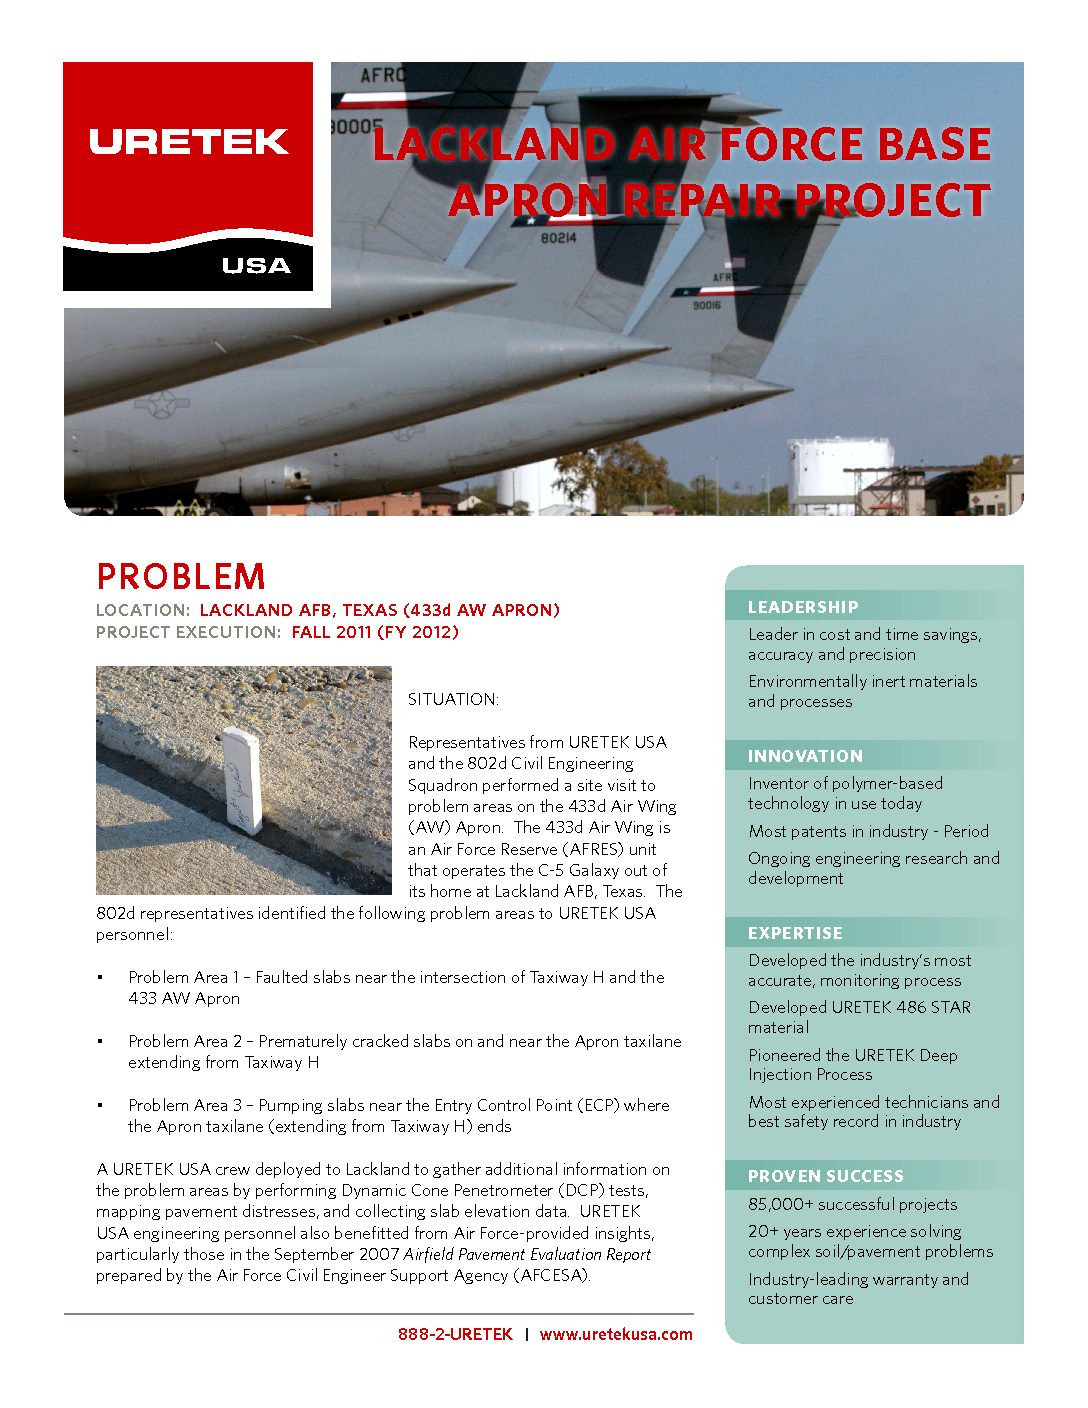 URETEK
USA
AFRC
90005
LACKLAND AIR FORCE BASE
APRON REPAIR PROJECT
80214
AFRC
90016
PROBLEM
LOCATION: LACKLAND AFB, TEXAS (433d AW APRON)
PROJECT EXECUTION: FALL 2011 (FY 2012)
SITUATION:
Representatives from URETEK USA
and the 802d Civil Engineering
Squadron performed a site visit to
problem areas on the 433d Air Wing
(AW) Apron. The 433d Air Wing is
an Air Force Reserve (AFRES) unit
that operates the C-5 Galaxy out of
its home at Lackland AFB, Texas. The
802d representatives identified the following problem areas to URETEK USA
personnel:
• Problem Area 1 – Faulted slabs near the intersection of Taxiway H and the
433 AW Apron
• Problem Area 2 – Prematurely cracked slabs on and near the Apron taxilane
extending from Taxiway H
• Problem Area 3 – Pumping slabs near the Entry Control Point (ECP) where
the Apron taxilane (extending from Taxiway H) ends
A URETEK USA crew deployed to Lackland to gather additional information on
the problem areas by performing Dynamic Cone Penetrometer (DCP) tests,
mapping pavement distresses, and collecting slab elevation data. URETEK
USA engineering personnel also benefitted from Air Force-provided insights,
particularly those in the September 2007 Airfield Pavement Evaluation Report
prepared by the Air Force Civil Engineer Support Agency (AFCESA).
888-2-URETEK | www.uretekusa.com
LEADERSHIP
Leader in cost and time savings,
accuracy and precision
Environmentally inert materials
and processes
INNOVATION
Inventor of polymer-based
technology in use today
Most patents in industry - Period
Ongoing engineering research and
development
EXPERTISE
Developed the industry's most
accurate, monitoring process
Developed URETEK 486 STAR
material
Pioneered the URETEK Deep
Injection Process
Most experienced technicians and
best safety record in industry
PROVEN SUCCESS
85,000+ successful projects
20+ years experience solving
complex soil/pavement problems
Industry-leading warranty and
customer care